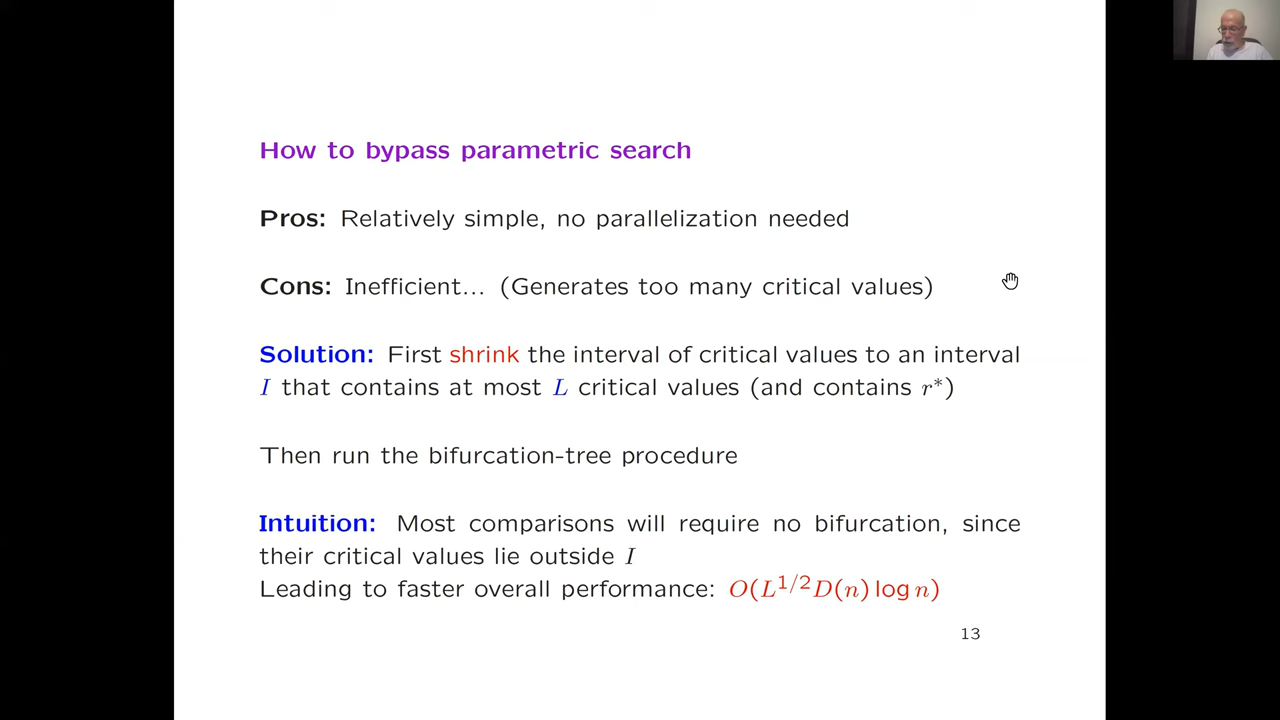 How to bypass parametric search
Pros: Relatively simple, no parallelization needed
Cons: Inefficient... (Generates too many critical values)
Solution: First shrink the interval of critical values to an interval
I that contains at most L critical values (and contains r*)
Then run the bifurcation-tree procedure
Intuition: Most comparisons will require no bifurcation, since
their critical values lie outside I
Leading to faster overall performance: O(L^{1/2}D(n) log n)
13